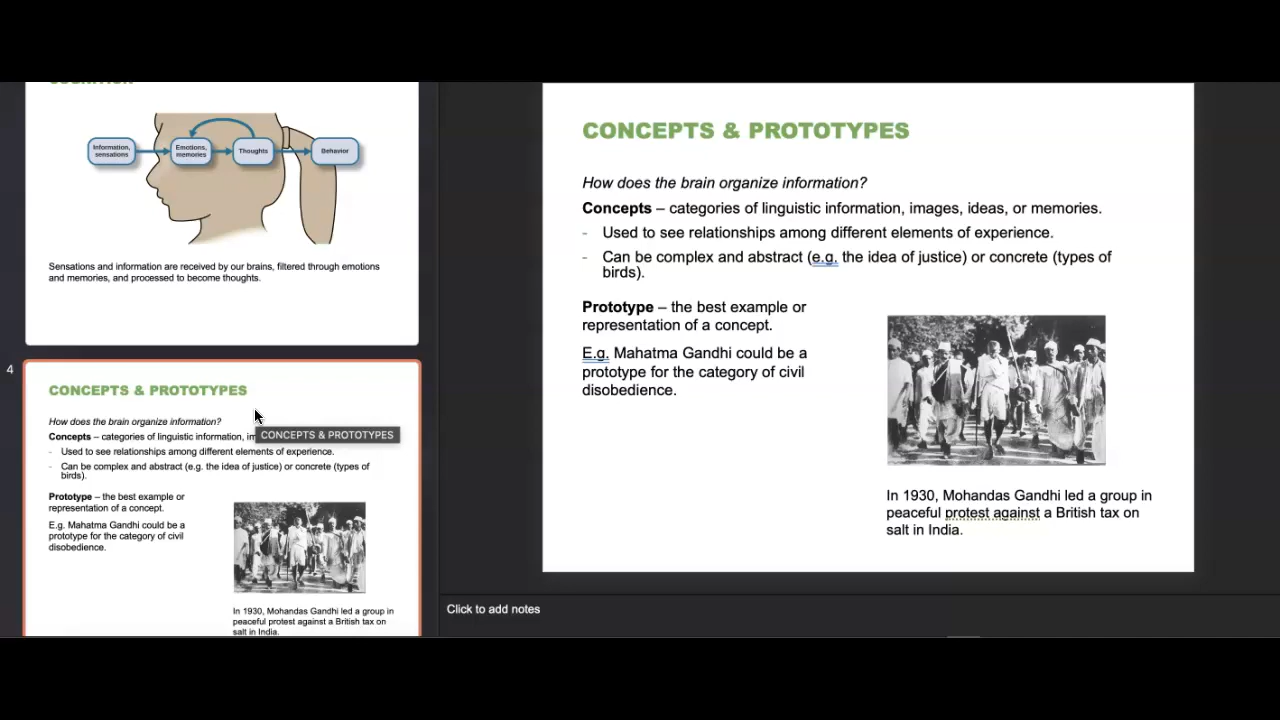 Information,
sensations
Emotions,
memories
Thoughts
Behavior
Sensations and information are received by our brains, filtered through emotions
and memories, and processed to become thoughts.
4
CONCEPTS & PROTOTYPES
How does the brain organize information?
Concepts – categories of linguistic information, im
CONCEPTS & PROTOTYPES
- Used to see relationships among different elements of experience.
- Can be complex and abstract (e.g. the idea of justice) or concrete (types of
birds).
Prototype – the best example or
representation of a concept.
E.g. Mahatma Gandhi could be a
prototype for the category of civil
disobedience.
In 1930, Mohandas Gandhi led a group in
peaceful protest against a British tax on
salt in India.
CONCEPTS & PROTOTYPES
How does the brain organize information?
Concepts – categories of linguistic information, images, ideas, or memories.
- Used to see relationships among different elements of experience.
- Can be complex and abstract (e.g. the idea of justice) or concrete (types of
birds).
Prototype – the best example or
representation of a concept.
E.g. Mahatma Gandhi could be a
prototype for the category of civil
disobedience.
In 1930, Mohandas Gandhi led a group in
peaceful protest against a British tax on
salt in India.
Click to add notes